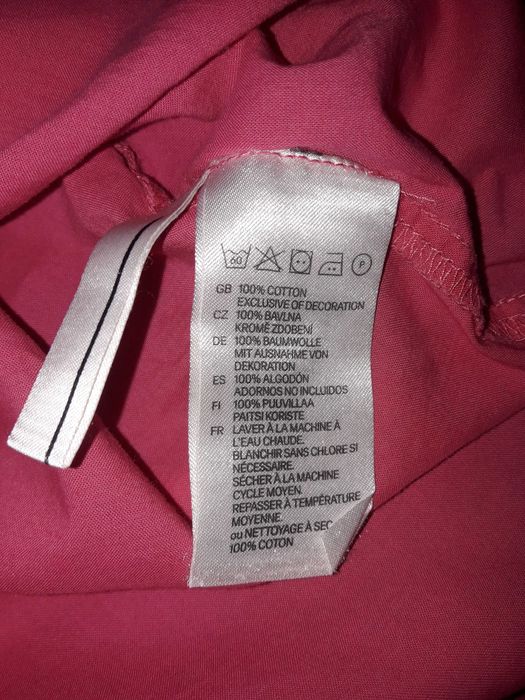 60 P
GB 100% COTTON
EXCLUSIVE OF DECORATION
CZ 100% BAVLNA
KROMĚ ZDOBENÍ
DE 100% BAUMWOLLE
MIT AUSNAHME VON
DEKORATION
ES 100% ALGODÓN
ADORNOS NO INCLUIDOS
FI 100% PUUVILLAA
PAITSI KORISTE
FR LAVER À LA MACHINE À
L'EAU CHAUDE.
BLANCHIR SANS CHLORE SI
NÉCESSAIRE.
SÉCHER À LA MACHINE
CYCLE MOYEN.
REPASSER À TEMPÉRATURE
MOYENNE.
ou NETTOYAGE À SEC
100% COTON